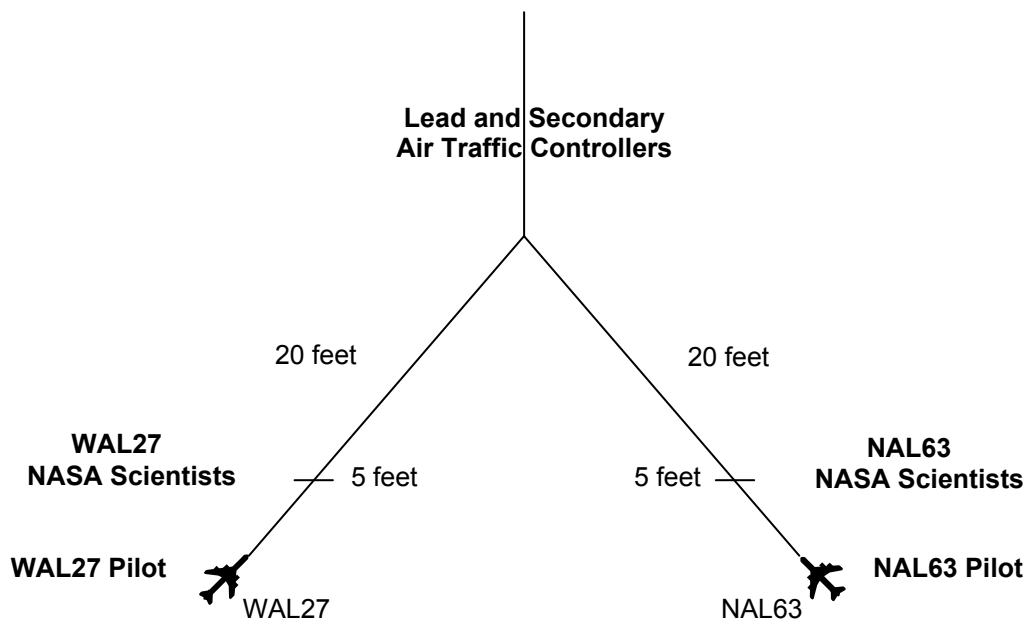 Lead and Secondary
Air Traffic Controllers
20 feet
20 feet
WAL27
NASA Scientists
5 feet
5 feet
NAL63
NASA Scientists
WAL27 Pilot
WAL27
NAL63
NAL63 Pilot